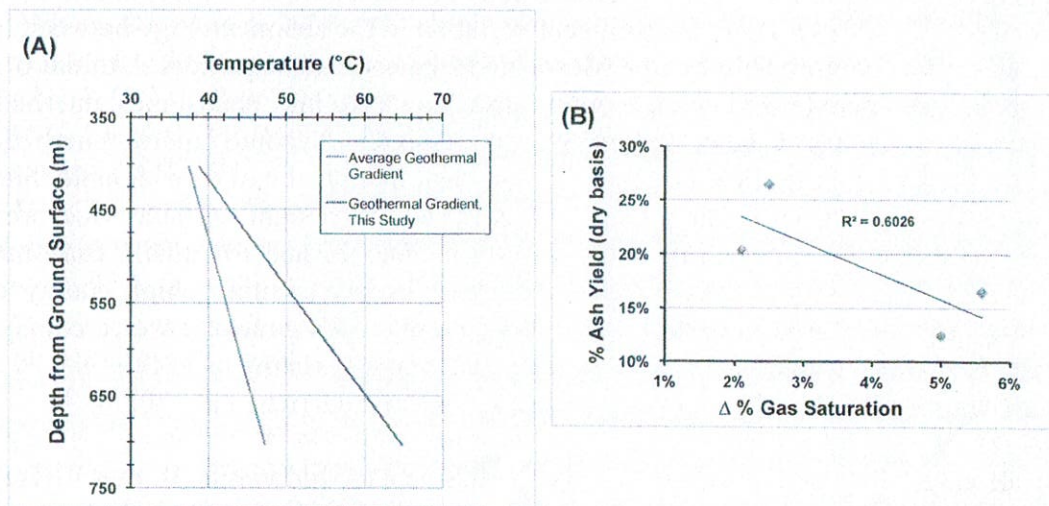 (A)
Temperature (°C)
30 40 50 60 70
350
450
550
650
750
Depth from Ground Surface (m)
Average Geothermal
Gradient
Geothermal Gradient,
This Study
(B)
30%
25%
20%
15%
10%
% Ash Yield (dry basis)
R² = 0.6026
1% 2% 3% 4% 5% 6%
Δ % Gas Saturation